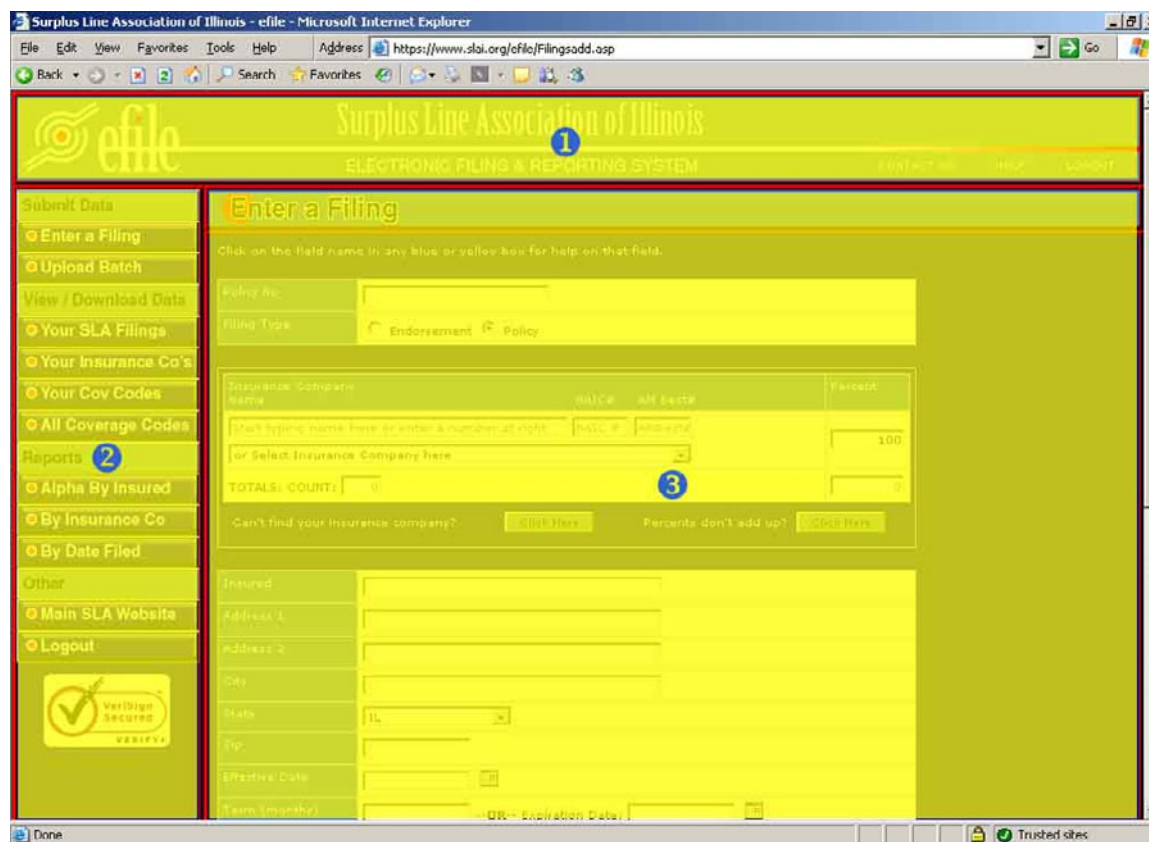 Surplus Line Association of Illinois - efile - Microsoft Internet Explorer
File Edit View Favorites Tools Help Address https://www.slai.org/efile/Filingsadd.asp Go
Back Search Favorites
efile
Surplus Line Association of Illinois
1
ELECTRONIC FILING & REPORTING SYSTEM
CONTACT US HELP LOGOUT
Submit Data
Enter a Filing
Upload Batch
View / Download Data
Your SLA Filings
Your Insurance Co's
Your Cov Codes
All Coverage Codes
Reports 2
Alpha By Insured
By Insurance Co
By Date Filed
Other
Main SLA Website
Logout
VeriSign
Secured
Enter a Filing
Click on the field name in any blue or yellow box for help on that field.
Policy No
Filing Type Endorsement Policy
Insurance Company
Name NAIC# AM Best# Percent
Start typing name here or enter a number at right NAIC #
100
or Select Insurance Company here
3
TOTALS: COUNT: 0 0
Can't find your insurance company? Click Here Percents don't add up? Click Here
Insured
Address 1
Address 2
City
State IL
Zip
Effective Date
Term (months) --OR-- Expiration Date:
Done Trusted sites